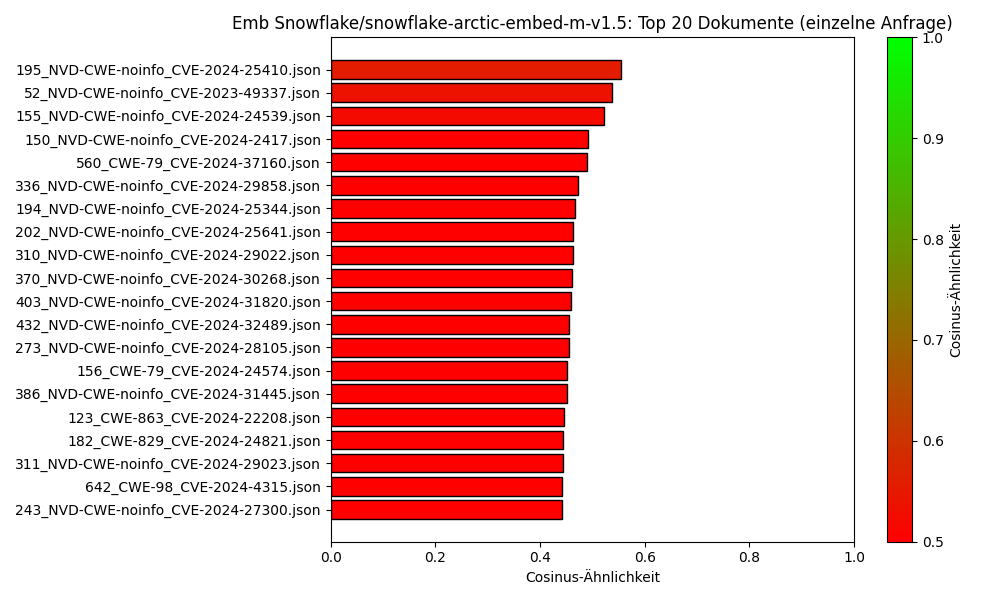 Emb Snowflake/snowflake-arctic-embed-m-v1.5: Top 20 Dokumente (einzelne Anfrage)
195_NVD-CWE-noinfo_CVE-2024-25410.json
52_NVD-CWE-noinfo_CVE-2023-49337.json
155_NVD-CWE-noinfo_CVE-2024-24539.json
150_NVD-CWE-noinfo_CVE-2024-2417.json
560_CWE-79_CVE-2024-37160.json
336_NVD-CWE-noinfo_CVE-2024-29858.json
194_NVD-CWE-noinfo_CVE-2024-25344.json
202_NVD-CWE-noinfo_CVE-2024-25641.json
310_NVD-CWE-noinfo_CVE-2024-29022.json
370_NVD-CWE-noinfo_CVE-2024-30268.json
403_NVD-CWE-noinfo_CVE-2024-31820.json
432_NVD-CWE-noinfo_CVE-2024-32489.json
273_NVD-CWE-noinfo_CVE-2024-28105.json
156_CWE-79_CVE-2024-24574.json
386_NVD-CWE-noinfo_CVE-2024-31445.json
123_CWE-863_CVE-2024-22208.json
182_CWE-829_CVE-2024-24821.json
311_NVD-CWE-noinfo_CVE-2024-29023.json
642_CWE-98_CVE-2024-4315.json
243_NVD-CWE-noinfo_CVE-2024-27300.json
0.0 0.2 0.4 0.6 0.8 1.0
Cosinus-Ähnlichkeit
1.0
0.9
0.8
0.7
0.6
0.5
Cosinus-Ähnlichkeit